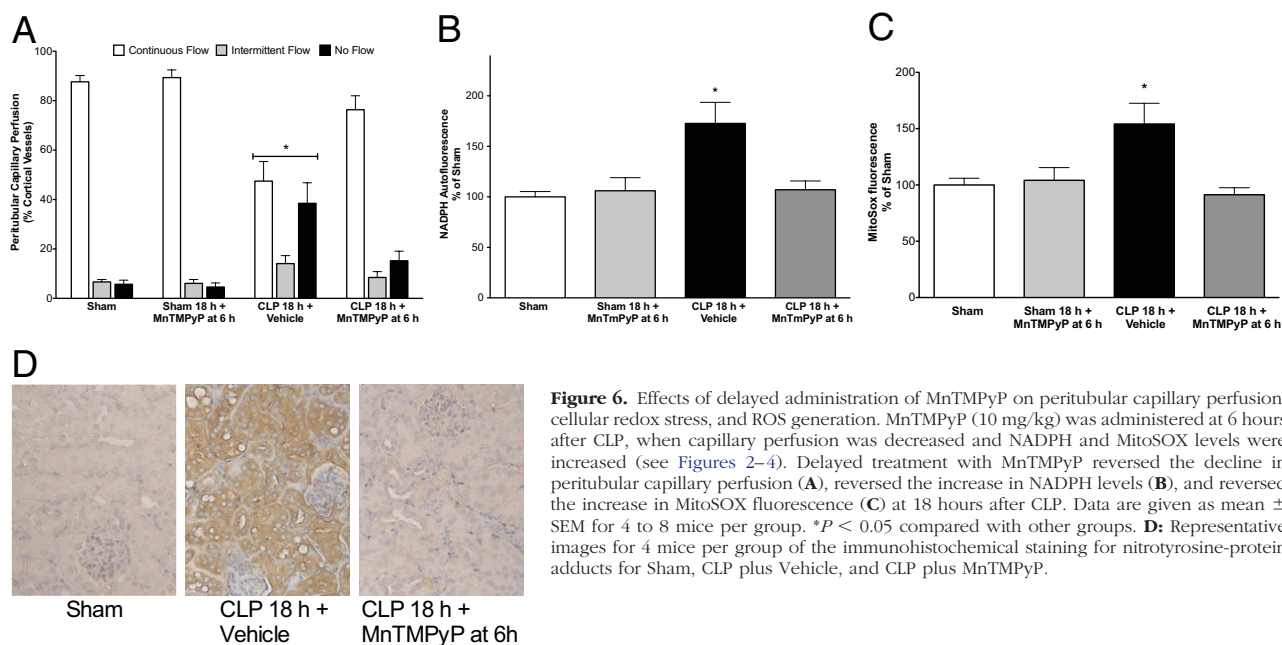 A
Continuous Flow Intermittent Flow No Flow
Peritubular Capillary Perfusion
(% Cortical Vessels)
100
80
60
40
20
0
*
Sham
Sham 18 h +
MnTMPyP at 6 h
CLP 18 h +
Vehicle
CLP 18 h +
MnTMPyP at 6 h
B
NADPH Autofluorescence
% of Sham
200
150
100
50
0
*
Sham
Sham 18 h +
MnTmPyP at 6 h
CLP 18 h +
Vehicle
CLP 18 h +
MnTmPyP at 6 h
C
MitoSox fluorescence
% of Sham
200
150
100
50
0
*
Sham
Sham 18 h +
MnTMPyP at 6 h
CLP 18 h +
Vehicle
CLP 18 h +
MnTMPyP at 6 h
D
Sham
CLP 18 h +
Vehicle
CLP 18 h +
MnTMPyP at 6h
Figure 6. Effects of delayed administration of MnTMPyP on peritubular capillary perfusion
cellular redox stress, and ROS generation. MnTMPyP (10 mg/kg) was administered at 6 hours
after CLP, when capillary perfusion was decreased and NADPH and MitoSOX levels were
increased (see Figures 2–4). Delayed treatment with MnTMPyP reversed the decline in
peritubular capillary perfusion (A), reversed the increase in NADPH levels (B), and reversed
the increase in MitoSOX fluorescence (C) at 18 hours after CLP. Data are given as mean ±
SEM for 4 to 8 mice per group. *P < 0.05 compared with other groups. D: Representative
images for 4 mice per group of the immunohistochemical staining for nitrotyrosine-protein
adducts for Sham, CLP plus Vehicle, and CLP plus MnTMPyP.